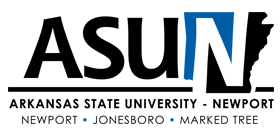 ASUN
ARKANSAS STATE UNIVERSITY - NEWPORT
NEWPORT • JONESBORO • MARKED TREE